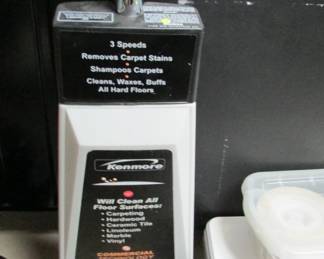 3 Speeds
Removes Carpet Stains
Shampoos Carpets
Cleans, Waxes, Buffs
All Hard Floors
Kenmore
Will Clean All
Floor Surfaces:
• Carpeting
• Hardwood
• Ceramic Tile
• Linoleum
• Marble
• Vinyl
COMMERCIAL
TECHNOLOGY